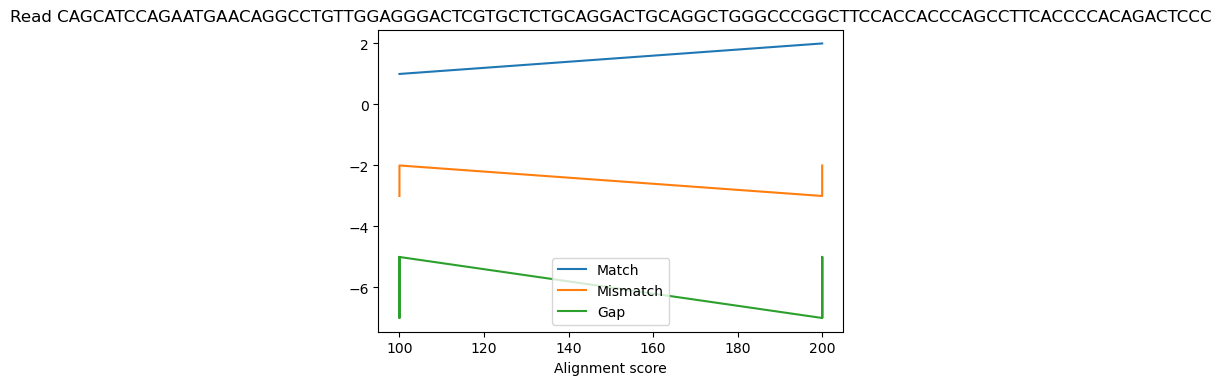 Read CAGCATCCAGAATGAACAGGCCTGTTGGAGGGACTCGTGCTCTGCAGGACTGCAGGCTGGGCCCGGCTTCCACCACCCAGCCTTCACCCCACAGACTCCC
2
0
−2
−4
−6
Match
Mismatch
Gap
100 120 140 160 180 200
Alignment score